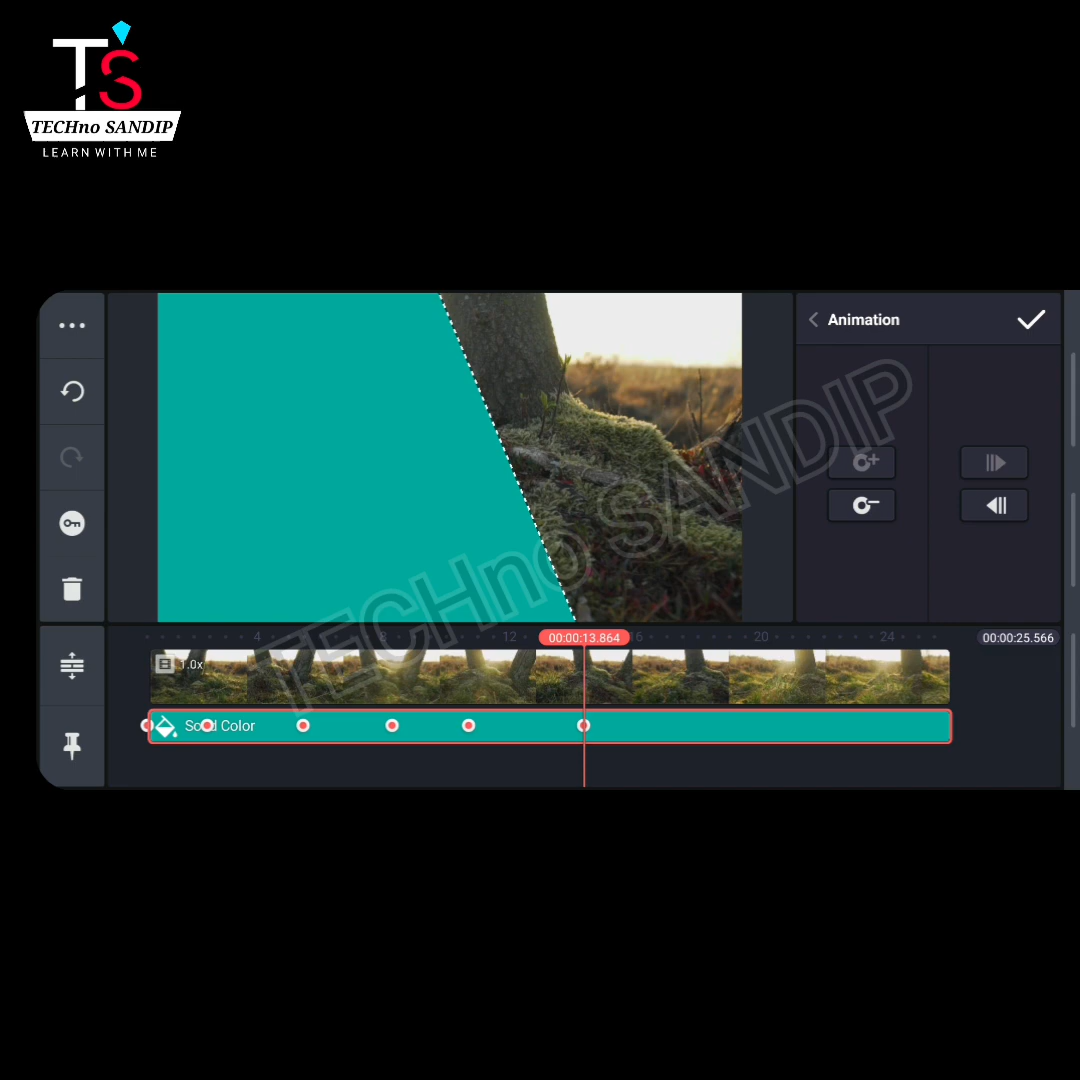 TS
TECHno SANDIP
LEARN WITH ME
Animation
TECHno SANDIP
4
8
12
00:00:13.864
16
20
24
00:00:25.566
1.0x
Solid Color